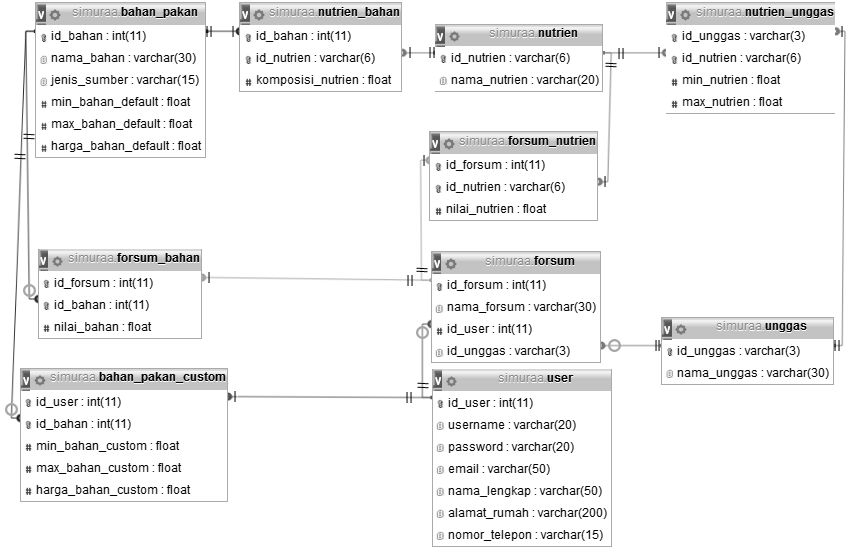 simuraa.bahan_pakan
id_bahan : int(11)
nama_bahan : varchar(30)
jenis_sumber : varchar(15)
# min_bahan_default : float
# max_bahan_default : float
# harga_bahan_default : float
simuraa.nutrien_bahan
id_bahan : int(11)
id_nutrien : varchar(6)
# komposisi_nutrien : float
simuraa.nutrien
id_nutrien : varchar(6)
nama_nutrien : varchar(20)
simuraa.nutrien_unggas
id_unggas : varchar(3)
id_nutrien : varchar(6)
# min_nutrien : float
# max_nutrien : float
simuraa.forsum_nutrien
id_forsum : int(11)
id_nutrien : varchar(6)
# nilai_nutrien : float
simuraa.forsum_bahan
id_forsum : int(11)
id_bahan : int(11)
# nilai_bahan : float
simuraa.forsum
id_forsum : int(11)
nama_forsum : varchar(30)
# id_user : int(11)
id_unggas : varchar(3)
simuraa.unggas
id_unggas : varchar(3)
nama_unggas : varchar(30)
simuraa.bahan_pakan_custom
id_user : int(11)
id_bahan : int(11)
# min_bahan_custom : float
# max_bahan_custom : float
# harga_bahan_custom : float
simuraa.user
id_user : int(11)
username : varchar(20)
password : varchar(20)
email : varchar(50)
nama_lengkap : varchar(50)
alamat_rumah : varchar(200)
nomor_telepon : varchar(15)